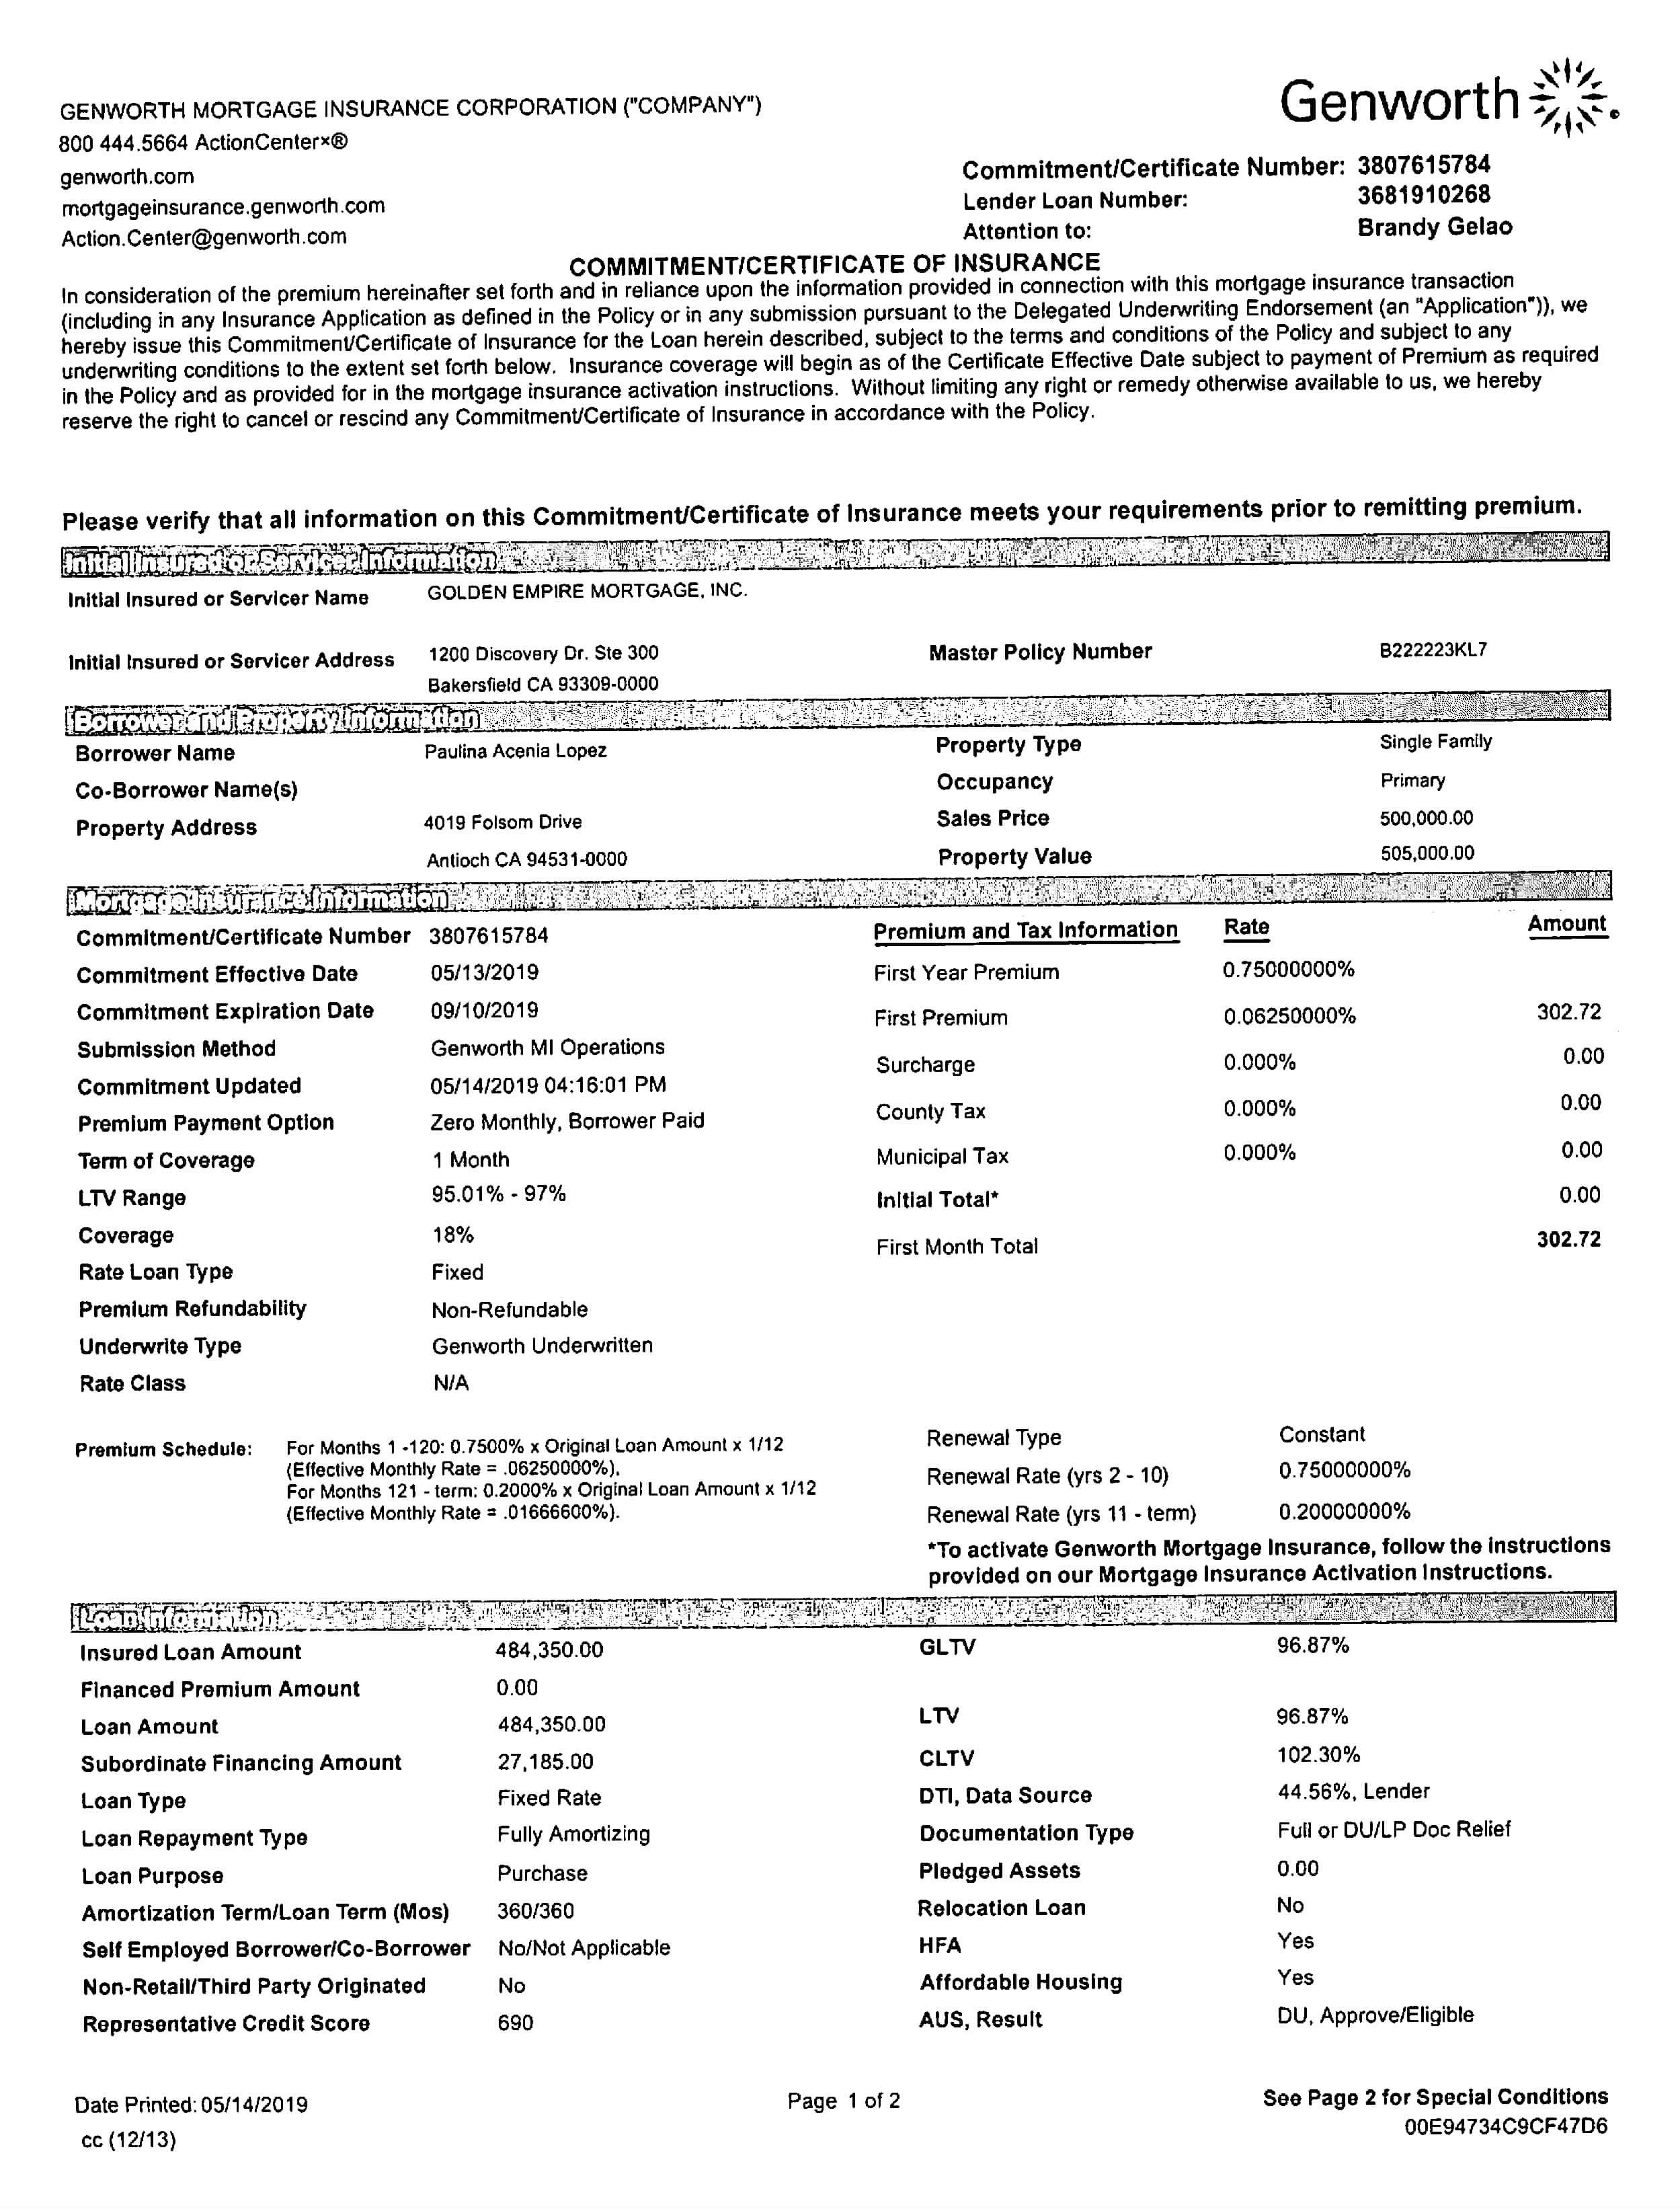 Genworth
GENWORTH MORTGAGE INSURANCE CORPORATION ("COMPANY")
800 444.5664 ActionCenter×®
genworth.com
mortgageinsurance.genworth.com
Action.Center@genworth.com
Commitment/Certificate Number: 3807615784
Lender Loan Number: 3681910268
Attention to: Brandy Gelao
COMMITMENT/CERTIFICATE OF INSURANCE
In consideration of the premium hereinafter set forth and in reliance upon the information provided in connection with this mortgage insurance transaction
(including in any Insurance Application as defined in the Policy or in any submission pursuant to the Delegated Underwriting Endorsement (an "Application")), we
hereby issue this Commitment/Certificate of Insurance for the Loan herein described, subject to the terms and conditions of the Policy and subject to any
underwriting conditions to the extent set forth below. Insurance coverage will begin as of the Certificate Effective Date subject to payment of Premium as required
in the Policy and as provided for in the mortgage insurance activation instructions. Without limiting any right or remedy otherwise available to us, we hereby
reserve the right to cancel or rescind any Commitment/Certificate of Insurance in accordance with the Policy.
Please verify that all information on this Commitment/Certificate of Insurance meets your requirements prior to remitting premium.
Initial Insured or Servicer Information
Initial Insured or Servicer Name GOLDEN EMPIRE MORTGAGE, INC.
Initial Insured or Servicer Address 1200 Discovery Dr. Ste 300 Master Policy Number B222223KL7
Bakersfield CA 93309-0000
Borrower and Property Information
Borrower Name Paulina Acenia Lopez Property Type Single Family
Co-Borrower Name(s) Occupancy Primary
Property Address 4019 Folsom Drive Sales Price 500,000.00
Antioch CA 94531-0000 Property Value 505,000.00
Mortgage Insurance Information
Commitment/Certificate Number 3807615784 Premium and Tax Information Rate Amount
Commitment Effective Date 05/13/2019 First Year Premium 0.75000000%
Commitment Expiration Date 09/10/2019 First Premium 0.06250000% 302.72
Submission Method Genworth MI Operations Surcharge 0.000% 0.00
Commitment Updated 05/14/2019 04:16:01 PM County Tax 0.000% 0.00
Premium Payment Option Zero Monthly, Borrower Paid Municipal Tax 0.000% 0.00
Term of Coverage 1 Month
LTV Range 95.01% - 97% Initial Total* 0.00
Coverage 18% First Month Total 302.72
Rate Loan Type Fixed
Premium Refundability Non-Refundable
Underwrite Type Genworth Underwritten
Rate Class N/A
Premium Schedule: For Months 1 -120: 0.7500% x Original Loan Amount x 1/12
(Effective Monthly Rate = .06250000%),
For Months 121 - term: 0.2000% x Original Loan Amount x 1/12
(Effective Monthly Rate = .01666600%).
Renewal Type Constant
Renewal Rate (yrs 2 - 10) 0.75000000%
Renewal Rate (yrs 11 - term) 0.20000000%
*To activate Genworth Mortgage Insurance, follow the instructions
provided on our Mortgage Insurance Activation Instructions.
Loan Information
Insured Loan Amount 484,350.00 GLTV 96.87%
Financed Premium Amount 0.00
Loan Amount 484,350.00 LTV 96.87%
Subordinate Financing Amount 27,185.00 CLTV 102.30%
Loan Type Fixed Rate DTI, Data Source 44.56%, Lender
Loan Repayment Type Fully Amortizing Documentation Type Full or DU/LP Doc Relief
Loan Purpose Purchase Pledged Assets 0.00
Amortization Term/Loan Term (Mos) 360/360 Relocation Loan No
Self Employed Borrower/Co-Borrower No/Not Applicable HFA Yes
Non-Retail/Third Party Originated No Affordable Housing Yes
Representative Credit Score 690 AUS, Result DU, Approve/Eligible
Date Printed: 05/14/2019 Page 1 of 2 See Page 2 for Special Conditions
cc (12/13) 00E94734C9CF47D6